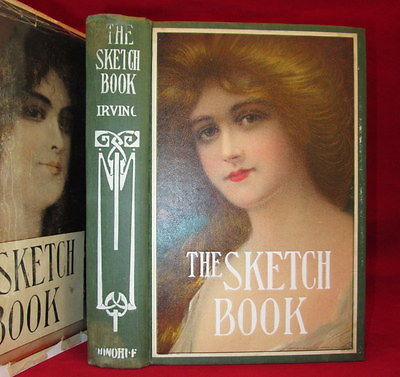 SKETCH
BOOK
THE
SKETCH
BOOK
IRVING
THE SKETCH
BOOK